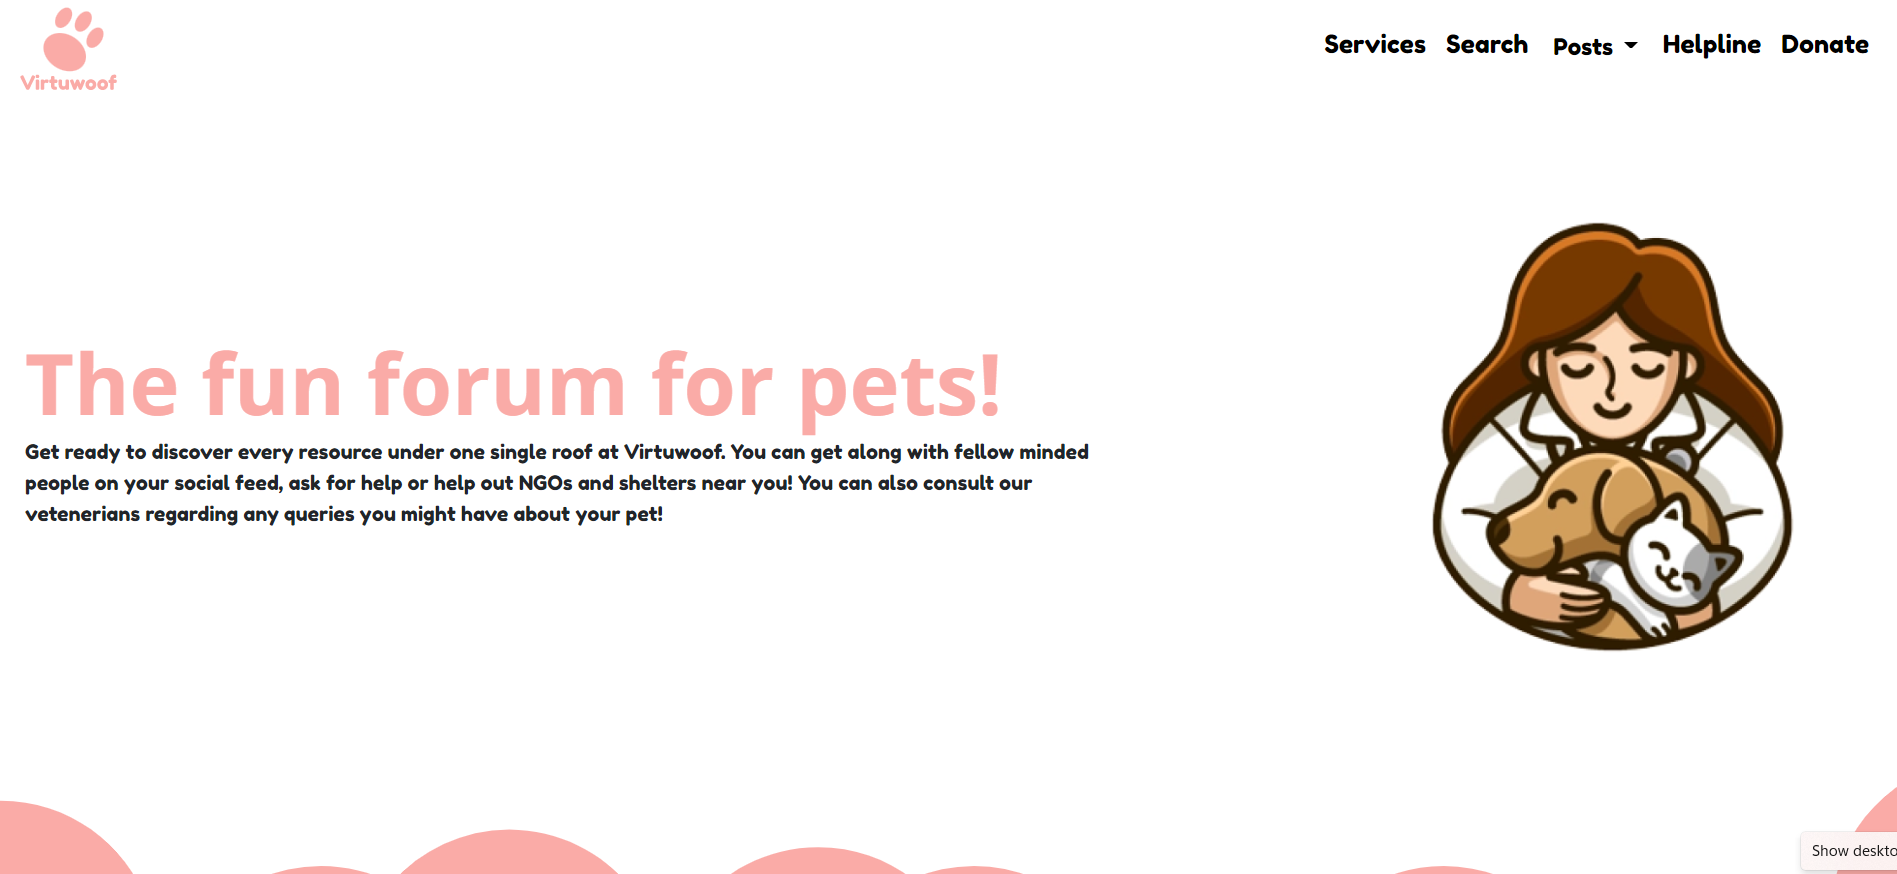 Virtuwoof
Services Search Posts Helpline Donate
The fun forum for pets!
Get ready to discover every resource under one single roof at Virtuwoof. You can get along with fellow minded
people on your social feed, ask for help or help out NGOs and shelters near you! You can also consult our
vetenerians regarding any queries you might have about your pet!
Show deskto